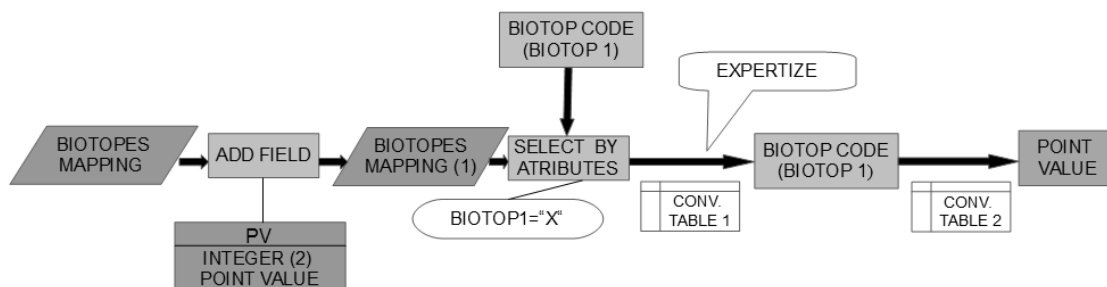 BIOTOP CODE
(BIOTOP 1)
EXPERTIZE
BIOTOPES
MAPPING
ADD FIELD
BIOTOPES
MAPPING (1)
SELECT BY
ATRIBUTES
BIOTOP CODE
(BIOTOP 1)
POINT
VALUE
BIOTOP1="X"
CONV.
TABLE 1
CONV.
TABLE 2
PV
INTEGER (2)
POINT VALUE